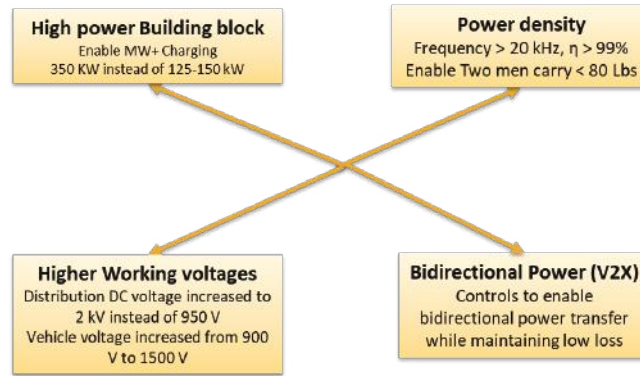 High power Building block
Enable MW+ Charging
350 KW instead of 125-150 kW
Power density
Frequency > 20 kHz, η > 99%
Enable Two men carry < 80 Lbs
Higher Working voltages
Distribution DC voltage increased to
2 kV instead of 950 V
Vehicle voltage increased from 900
V to 1500 V
Bidirectional Power (V2X)
Controls to enable
bidirectional power transfer
while maintaining low loss